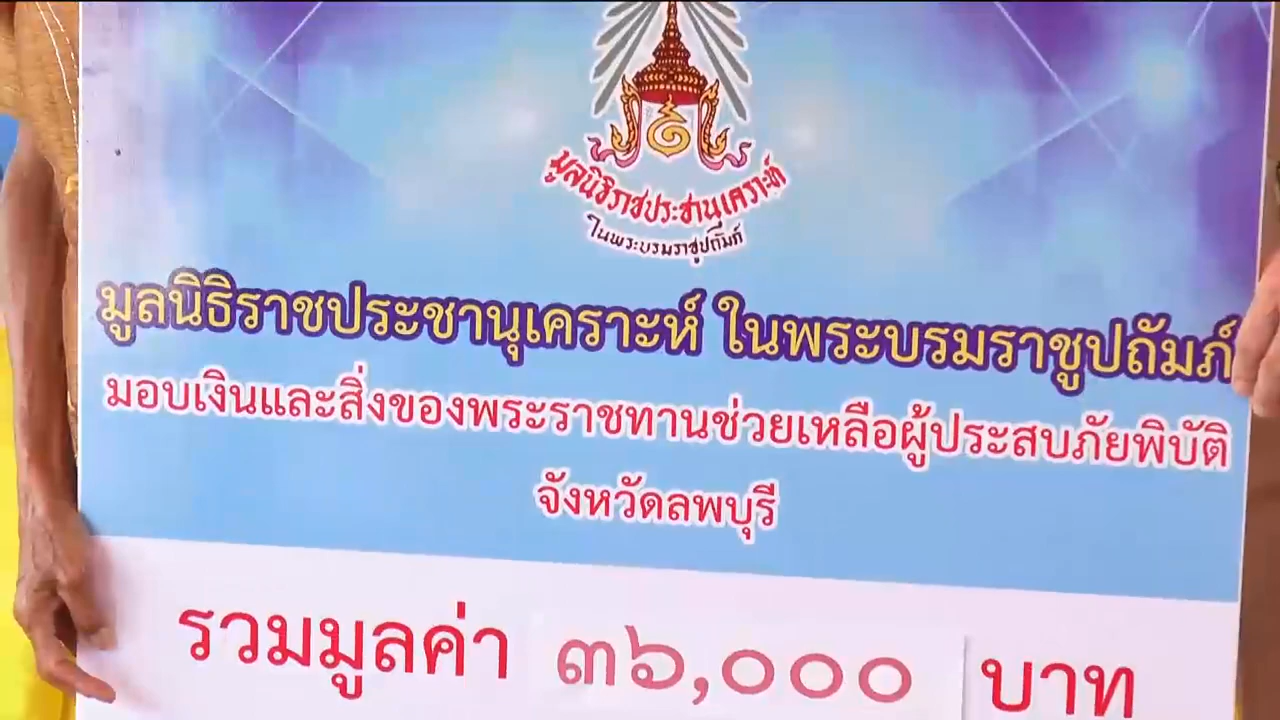 มูลนิธิราชประชานุเคราะห์
ในพระบรมราชูปถัมภ์
มูลนิธิราชประชานุเคราะห์ ในพระบรมราชูปถัมภ์
มอบเงินและสิ่งของพระราชทานช่วยเหลือผู้ประสบภัยพิบัติ
จังหวัดลพบุรี
รวมมูลค่า ๓๖,๐๐๐ บาท